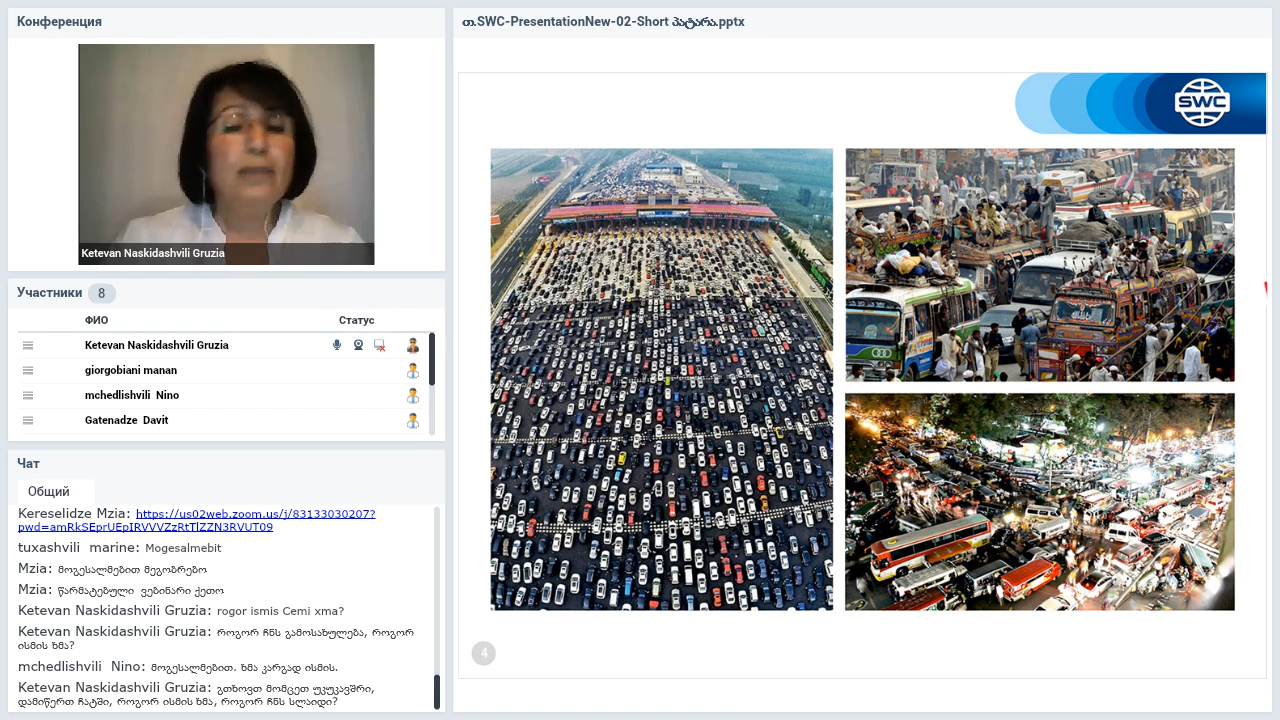 Конференция
Ketevan Naskidashvili Gruzia
Участники 8
ФИО Статус
Ketevan Naskidashvili Gruzia
giorgobiani manan
mchedlishvili Nino
Gatenadze Davit
Чат
Общий
Kereselidze Mzia: https://us02web.zoom.us/j/83133030207?
pwd=amRkSEprUEpIRVVVZzRtTlZZN3RVUT09
tuxashvili marine: Mogesalmebit
Mzia: მოგესალმებით მეგობრებო
Mzia: წარმატებული ვებინარი ქეთო
Ketevan Naskidashvili Gruzia: rogor ismis Cemi xma?
Ketevan Naskidashvili Gruzia: როგორ ჩნს გამოსახულება, როგორ
ისმის ხმა?
mchedlishvili Nino: მოგესალმებით. ხმა კარგად ისმის.
Ketevan Naskidashvili Gruzia: გთხოვთ მომცეთ უკუკავშრი,
დამიწერთ ჩატში, როგორ ისმის ხმა, როგორ ჩნს სლაიდი?
თ.SWC-PresentationNew-02-Short პატარა.pptx
SWC
4